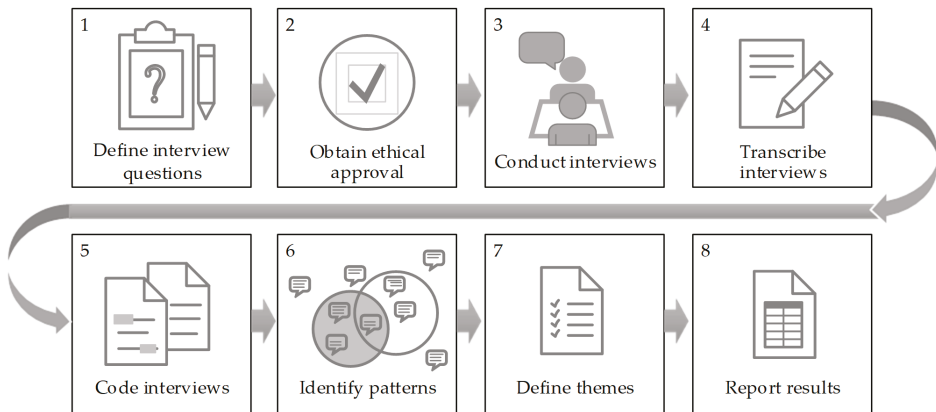 1
Define interview
questions
2
Obtain ethical
approval
3
Conduct interviews
4
Transcribe
interviews
5
Code interviews
6
Identify patterns
7
Define themes
8
Report results